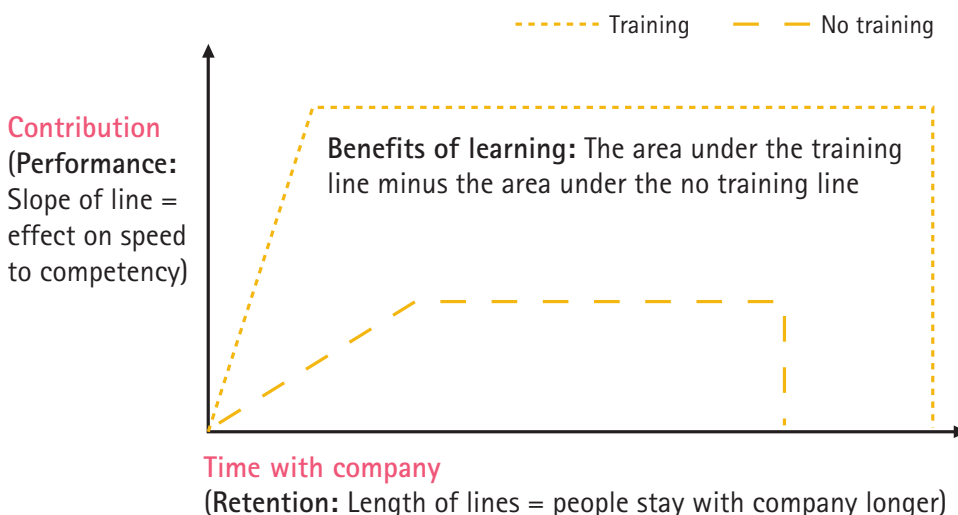 Training
No training
Contribution
(Performance:
Slope of line =
effect on speed
to competency)
Benefits of learning: The area under the training
line minus the area under the no training line
Time with company
(Retention: Length of lines = people stay with company longer)